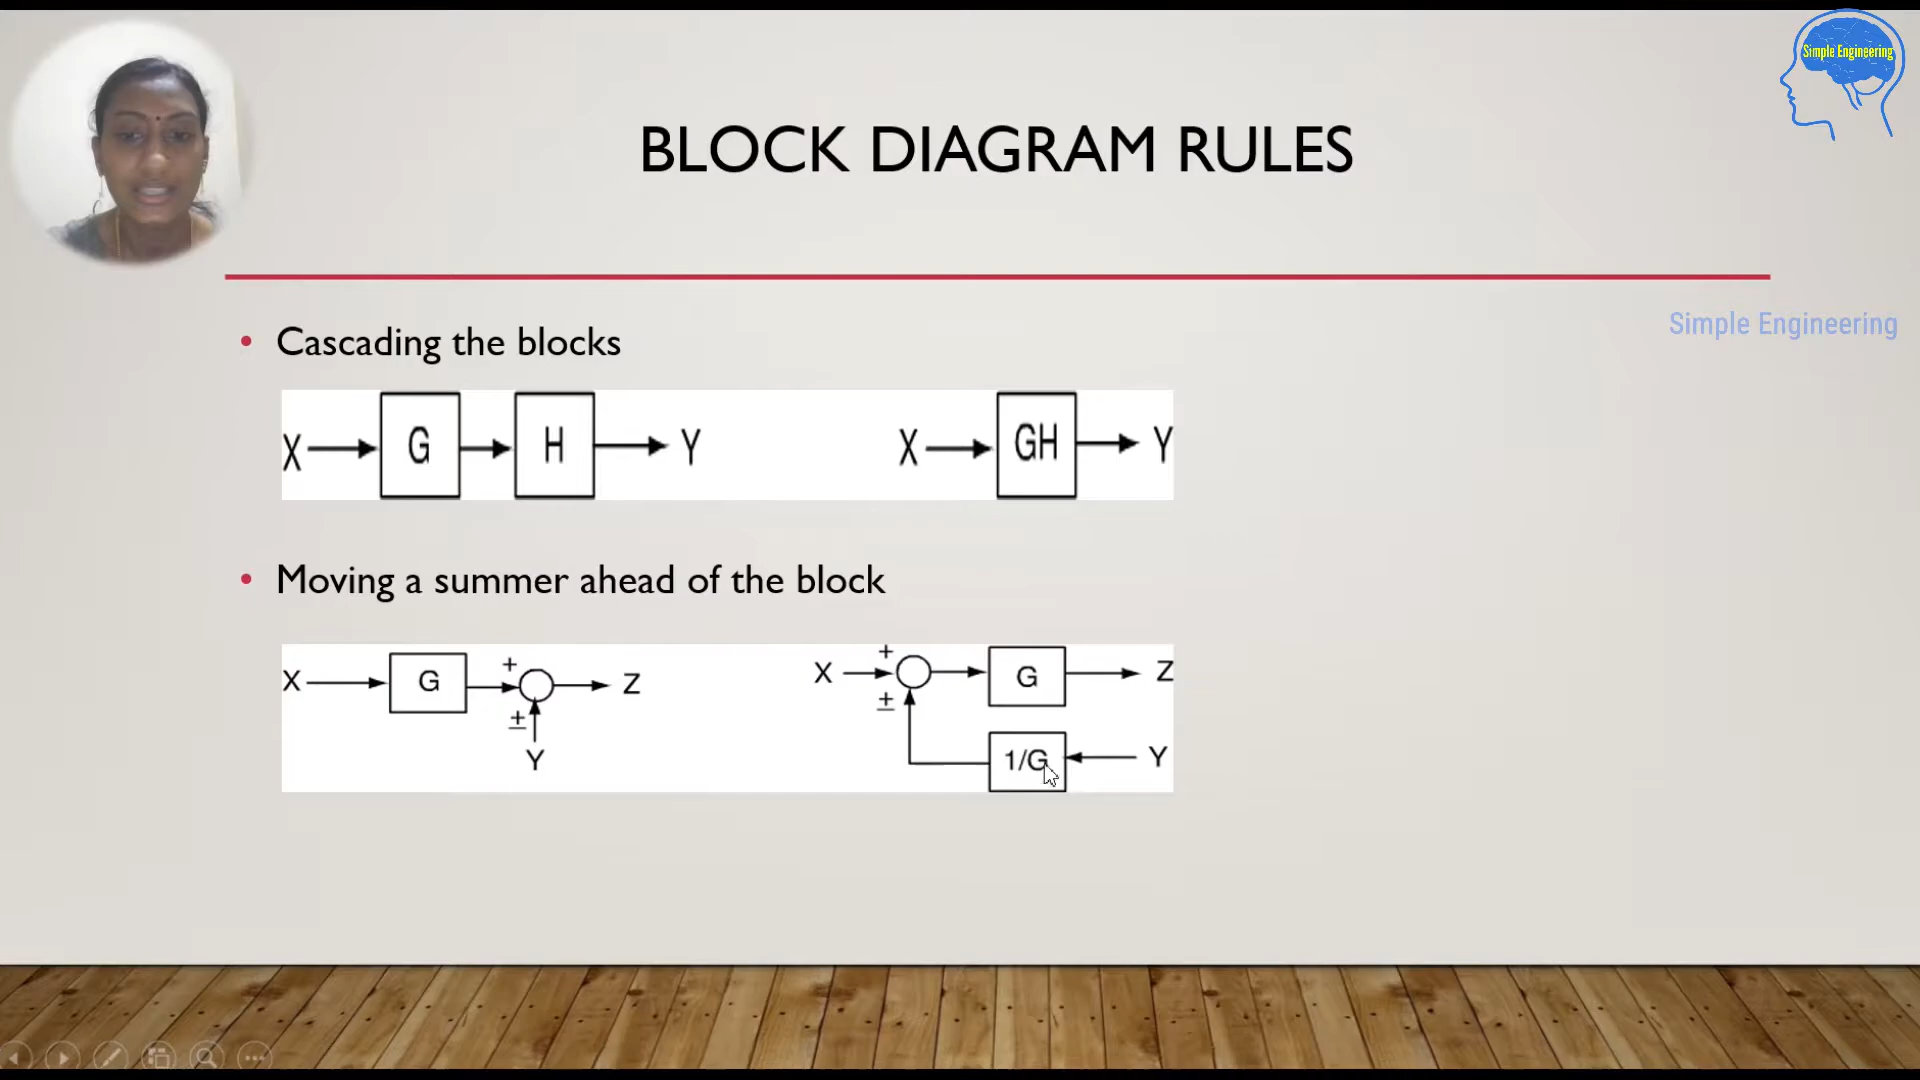 Simple Engineering
BLOCK DIAGRAM RULES
Simple Engineering
• Cascading the blocks
X G H Y X GH Y
• Moving a summer ahead of the block
X G + ± Y Z
X + ± G Z
1/G Y